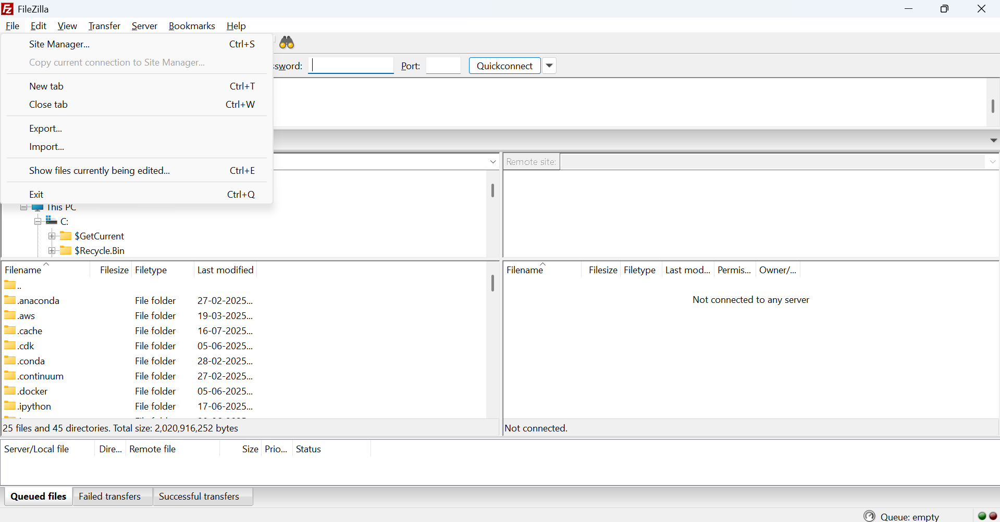 FileZilla
File Edit View Transfer Server Bookmarks Help
Site Manager... Ctrl+S
Copy current connection to Site Manager...
New tab Ctrl+T
Close tab Ctrl+W
Export...
Import...
Show files currently being edited... Ctrl+E
Exit Ctrl+Q
sword: Port: Quickconnect
Remote site:
This PC
C:
$GetCurrent
$Recycle.Bin
Filename Filesize Filetype Last modified
..
.anaconda File folder 27-02-2025...
.aws File folder 19-03-2025...
.cache File folder 16-07-2025...
.cdk File folder 05-06-2025...
.conda File folder 28-02-2025...
.continuum File folder 27-02-2025...
.docker File folder 05-06-2025...
.ipython File folder 17-06-2025...
25 files and 45 directories. Total size: 2,020,916,252 bytes
Filename Filesize Filetype Last mod... Permis... Owner/...
Not connected to any server
Not connected.
Server/Local file Dire... Remote file Size Prio... Status
Queued files Failed transfers Successful transfers
Queue: empty